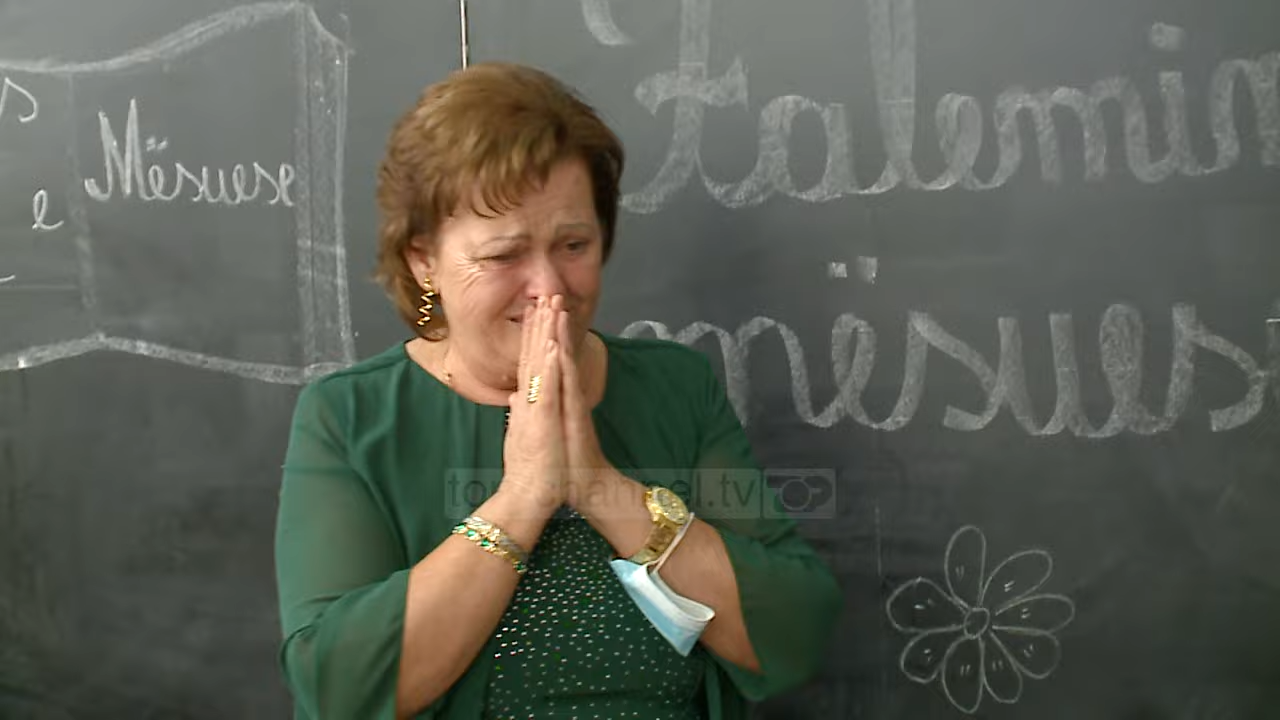 s
Mësuese
e
Faleminderit
mësuese
topchannel.tv